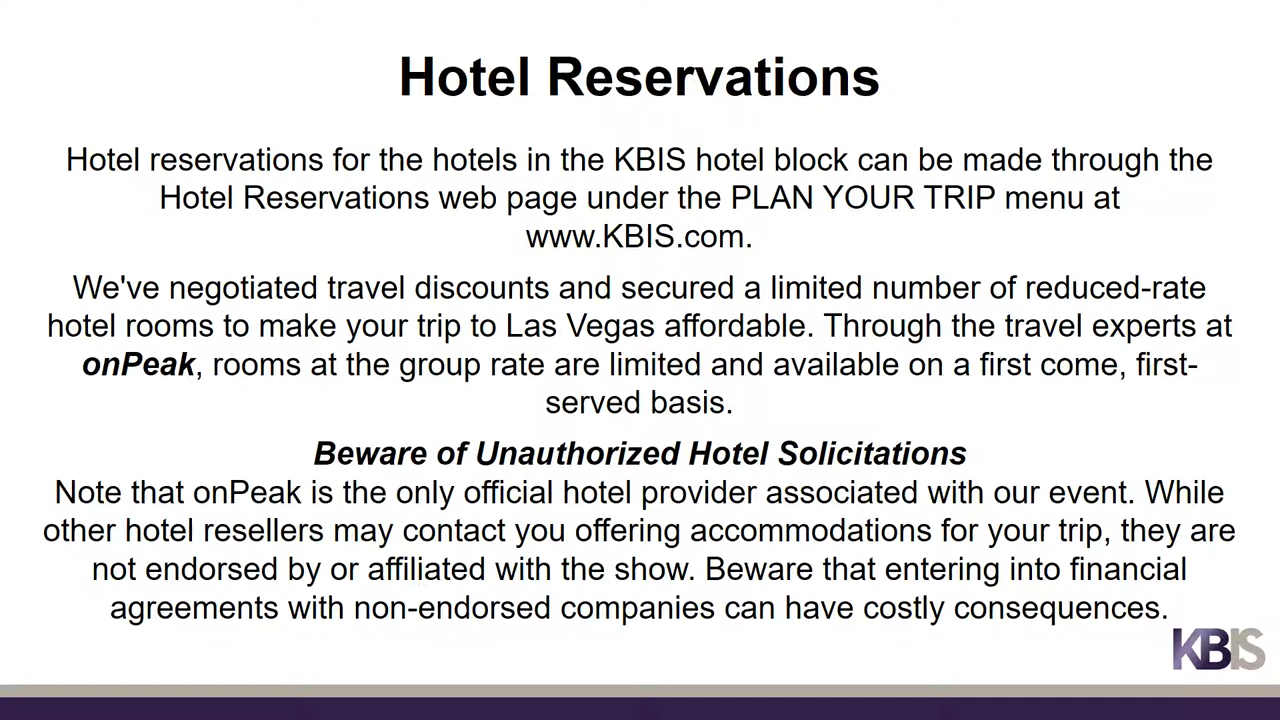 Hotel Reservations
Hotel reservations for the hotels in the KBIS hotel block can be made through the
Hotel Reservations web page under the PLAN YOUR TRIP menu at
www.KBIS.com.
We've negotiated travel discounts and secured a limited number of reduced-rate
hotel rooms to make your trip to Las Vegas affordable. Through the travel experts at
onPeak, rooms at the group rate are limited and available on a first come, first-
served basis.
Beware of Unauthorized Hotel Solicitations
Note that onPeak is the only official hotel provider associated with our event. While
other hotel resellers may contact you offering accommodations for your trip, they are
not endorsed by or affiliated with the show. Beware that entering into financial
agreements with non-endorsed companies can have costly consequences.
KBIS